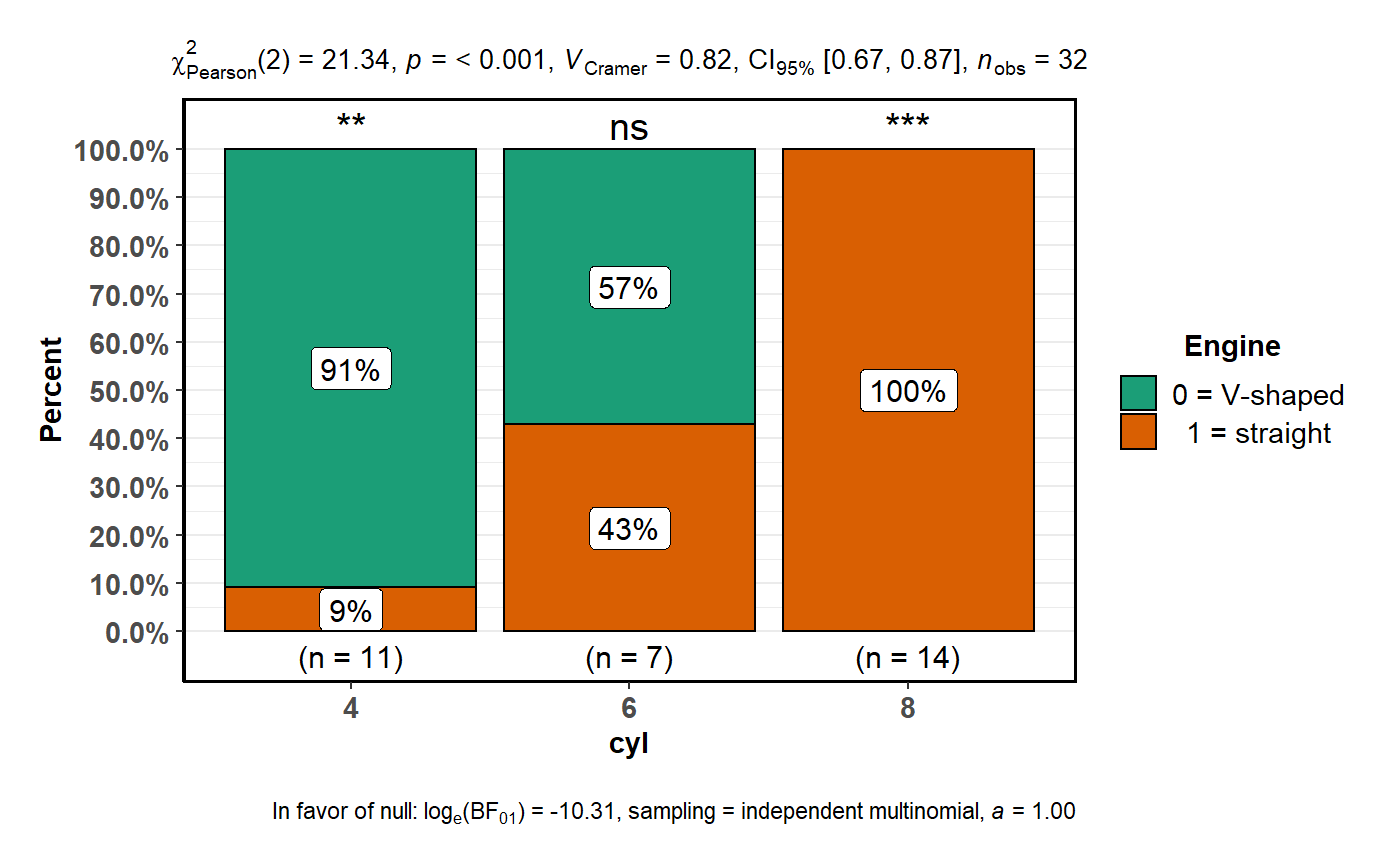 χ²Pearson(2) = 21.34, p = < 0.001, VCramer = 0.82, CI95% [0.67, 0.87], nobs = 32
** ns ***
100.0%
90.0%
80.0%
70.0%
60.0%
50.0%
40.0%
30.0%
20.0%
10.0%
0.0%
Percent
91%
9%
57%
43%
100%
(n = 11) (n = 7) (n = 14)
4 6 8
cyl
Engine
0 = V-shaped
1 = straight
In favor of null: loge(BF01) = -10.31, sampling = independent multinomial, a = 1.00